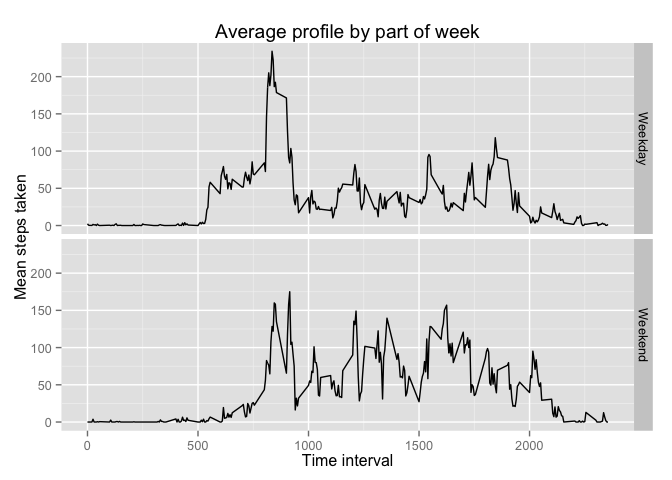 Average profile by part of week
Mean steps taken
200
150
100
50
0
Weekday
200
150
100
50
0
Weekend
0 500 1000 1500 2000
Time interval